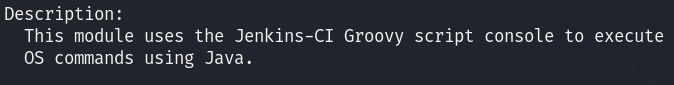 Description:
This module uses the Jenkins-CI Groovy script console to execute
OS commands using Java.